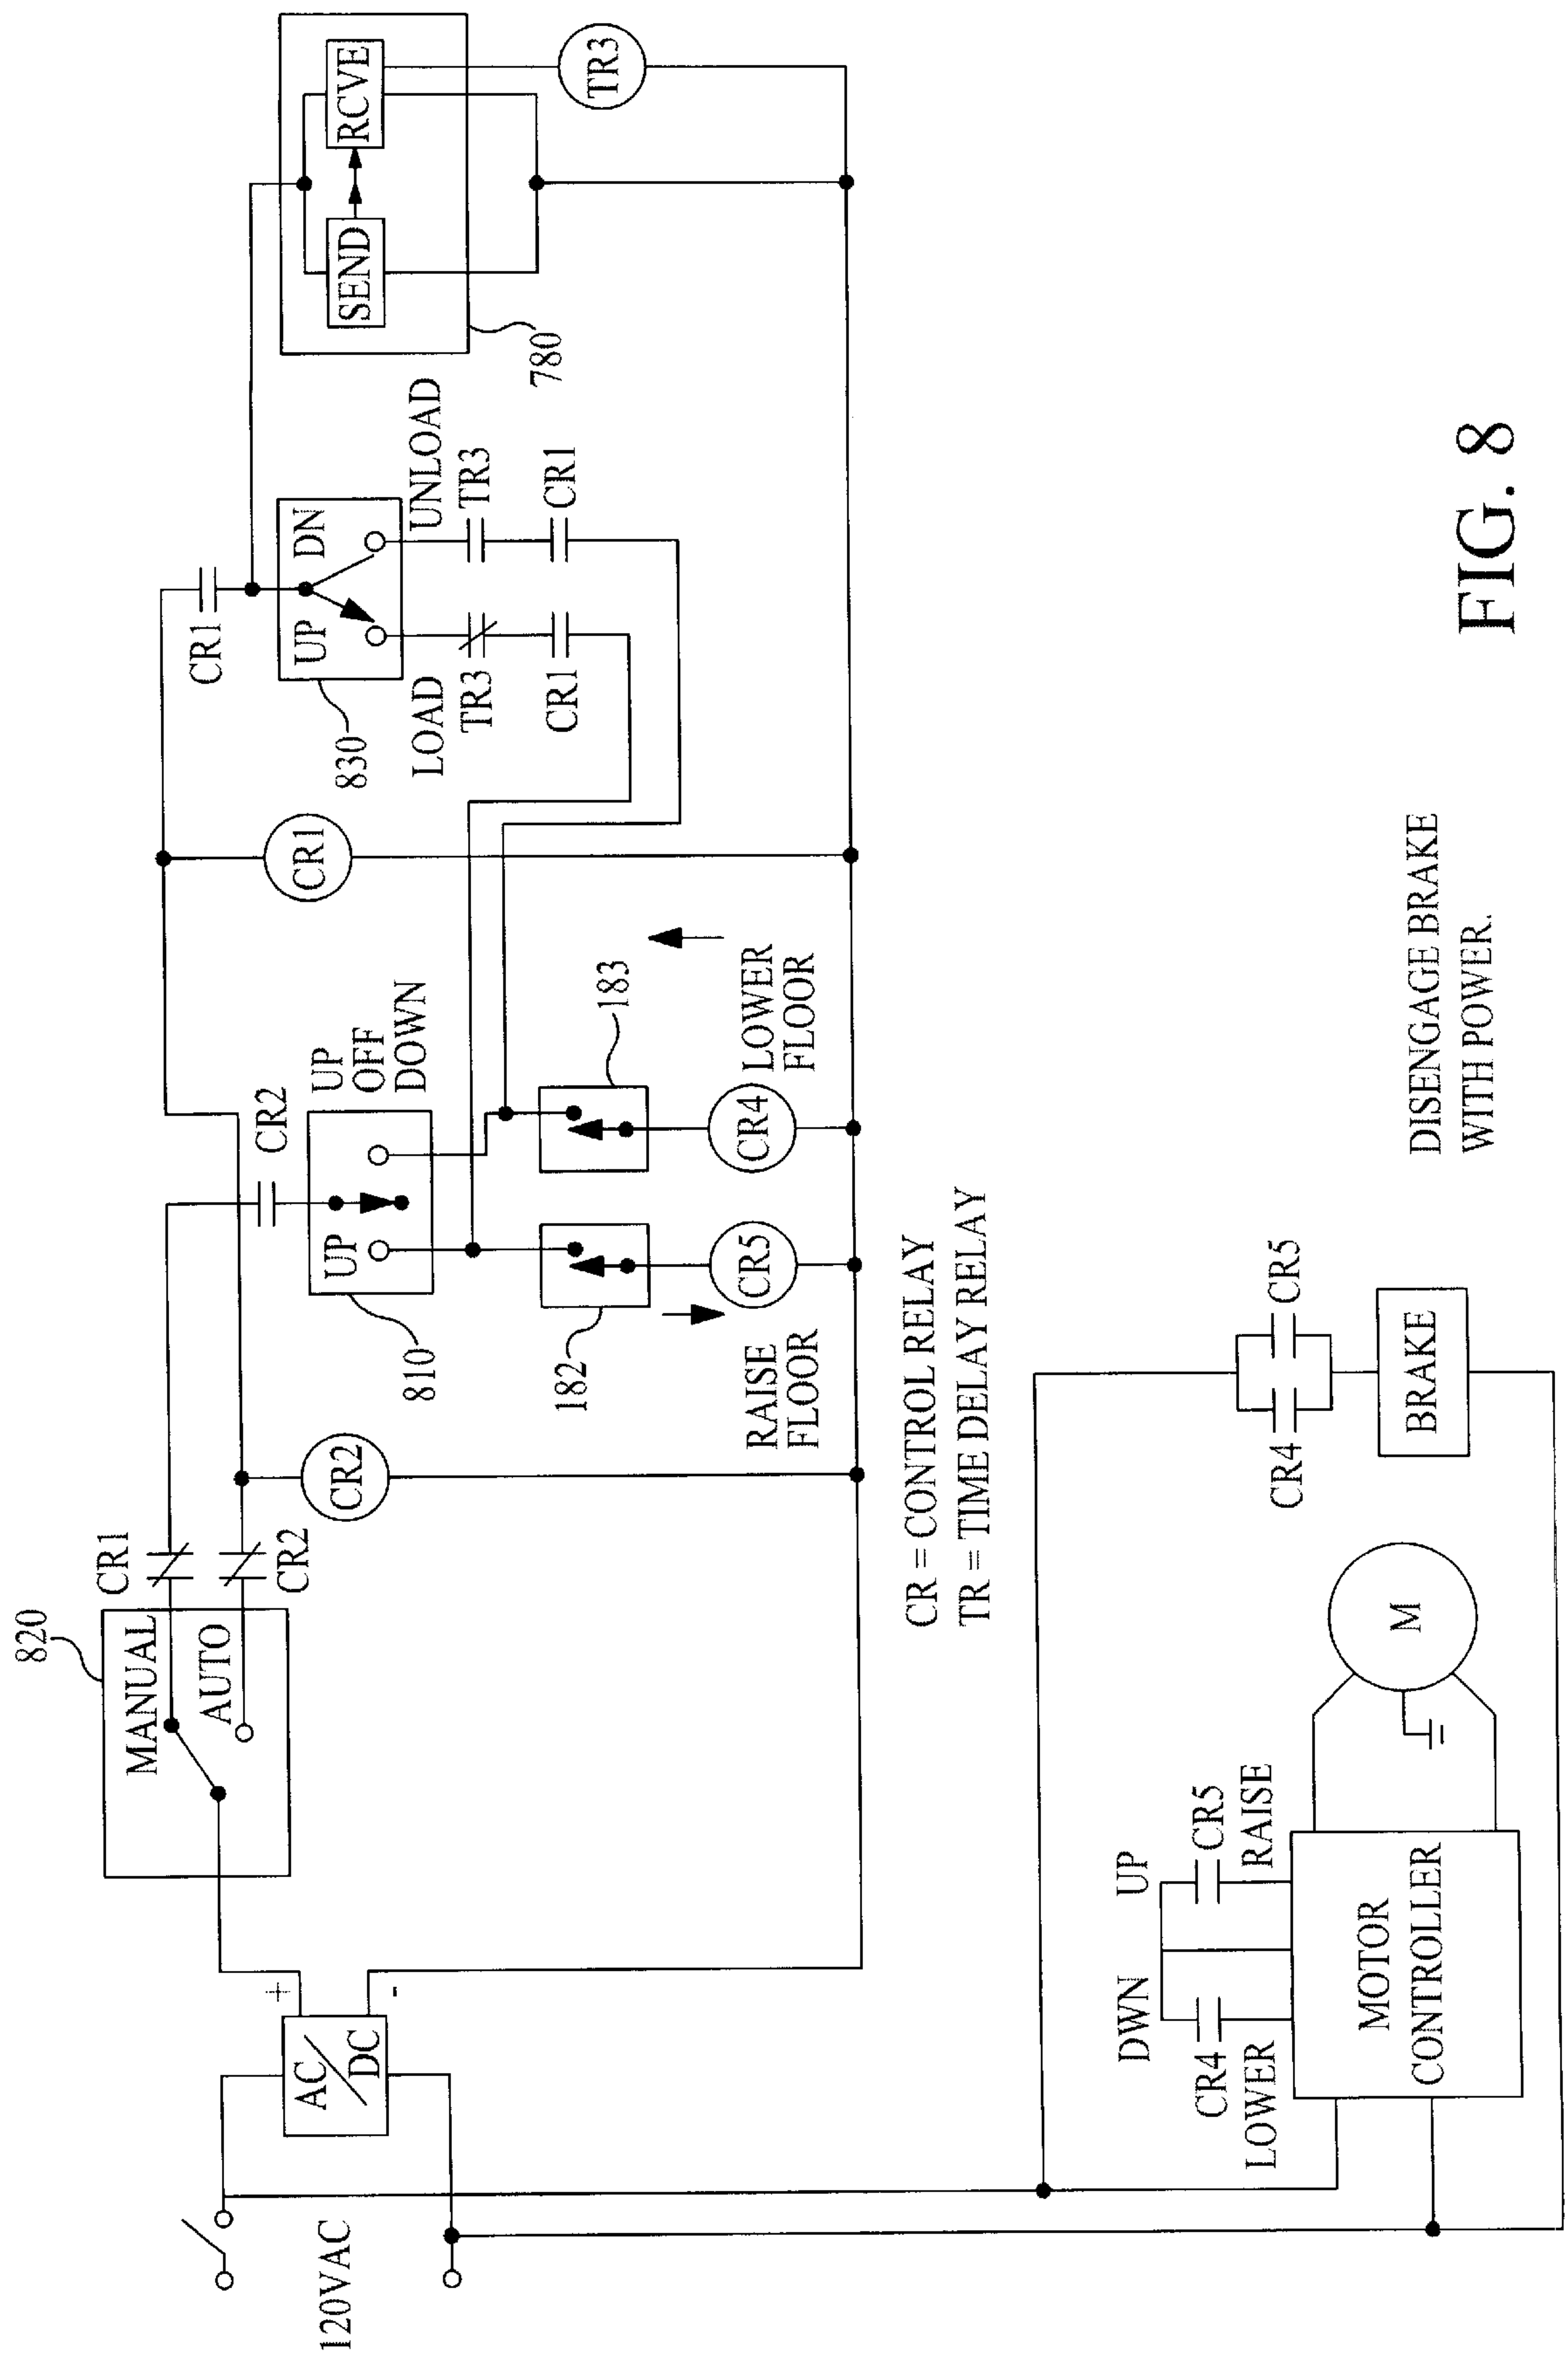 820
MANUAL
AUTO
CR1
CR2
CR2
CR2
UP
UP
OFF
DOWN
810
182
183
RAISE
FLOOR
CR5
CR4
LOWER
FLOOR
CR1
CR1
UP
DN
830
LOAD
UNLOAD
TR3
TR3
CR1
CR1
SEND
RCVE
780
TR3
120VAC
AC/DC
+
-
CR = CONTROL RELAY
TR = TIME DELAY RELAY
DWN
UP
CR4
CR5
LOWER
RAISE
MOTOR
CONTROLLER
M
CR4
CR5
BRAKE
DISENGAGE BRAKE
WITH POWER.
FIG. 8